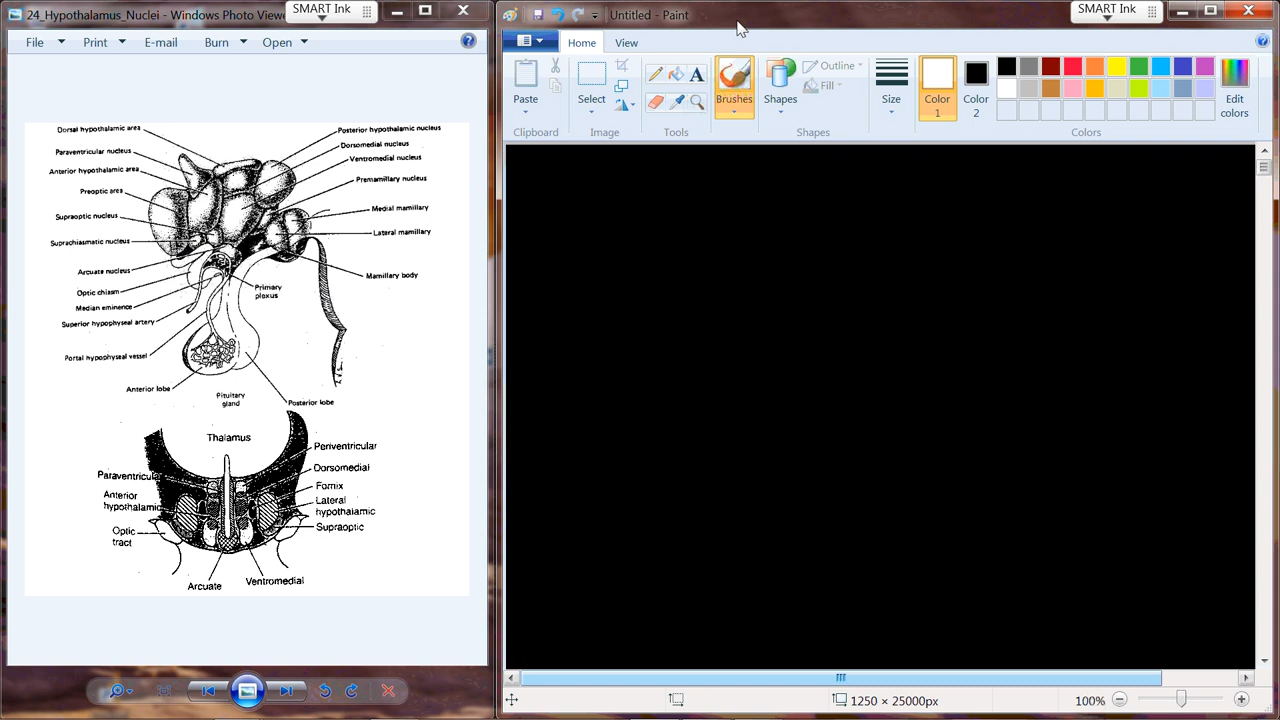 24_Hypothalamus_Nuclei - Windows Photo Viewe
SMART Ink
File Print E-mail Burn Open
Dorsal hypothalamic area
Paraventricular nucleus
Anterior hypothalamic area
Preoptic area
Supraoptic nucleus
Suprachiasmatic nucleus
Arcuate nucleus
Optic chiasm
Median eminence
Superior hypophyseal artery
Portal hypophyseal vessel
Anterior lobe
Posterior hypothalamic nucleus
Dorsomedial nucleus
Ventromedial nucleus
Premamillary nucleus
Medial mamillary
Lateral mamillary
Mamillary body
Primary
plexus
Pituitary
gland
Posterior lobe
Thalamus
Paraventricular
Anterior
hypothalamic
Optic
tract
Periventricular
Dorsomedial
Fornix
Lateral
hypothalamic
Supraoptic
Arcuate
Ventromedial
Untitled - Paint
SMART Ink
Home View
Paste
Clipboard
Select
Image
Tools
Brushes
Shapes
Outline
Fill
Shapes
Size
Color
1
Color
2
Edit
colors
Colors
1250 × 25000px
100%